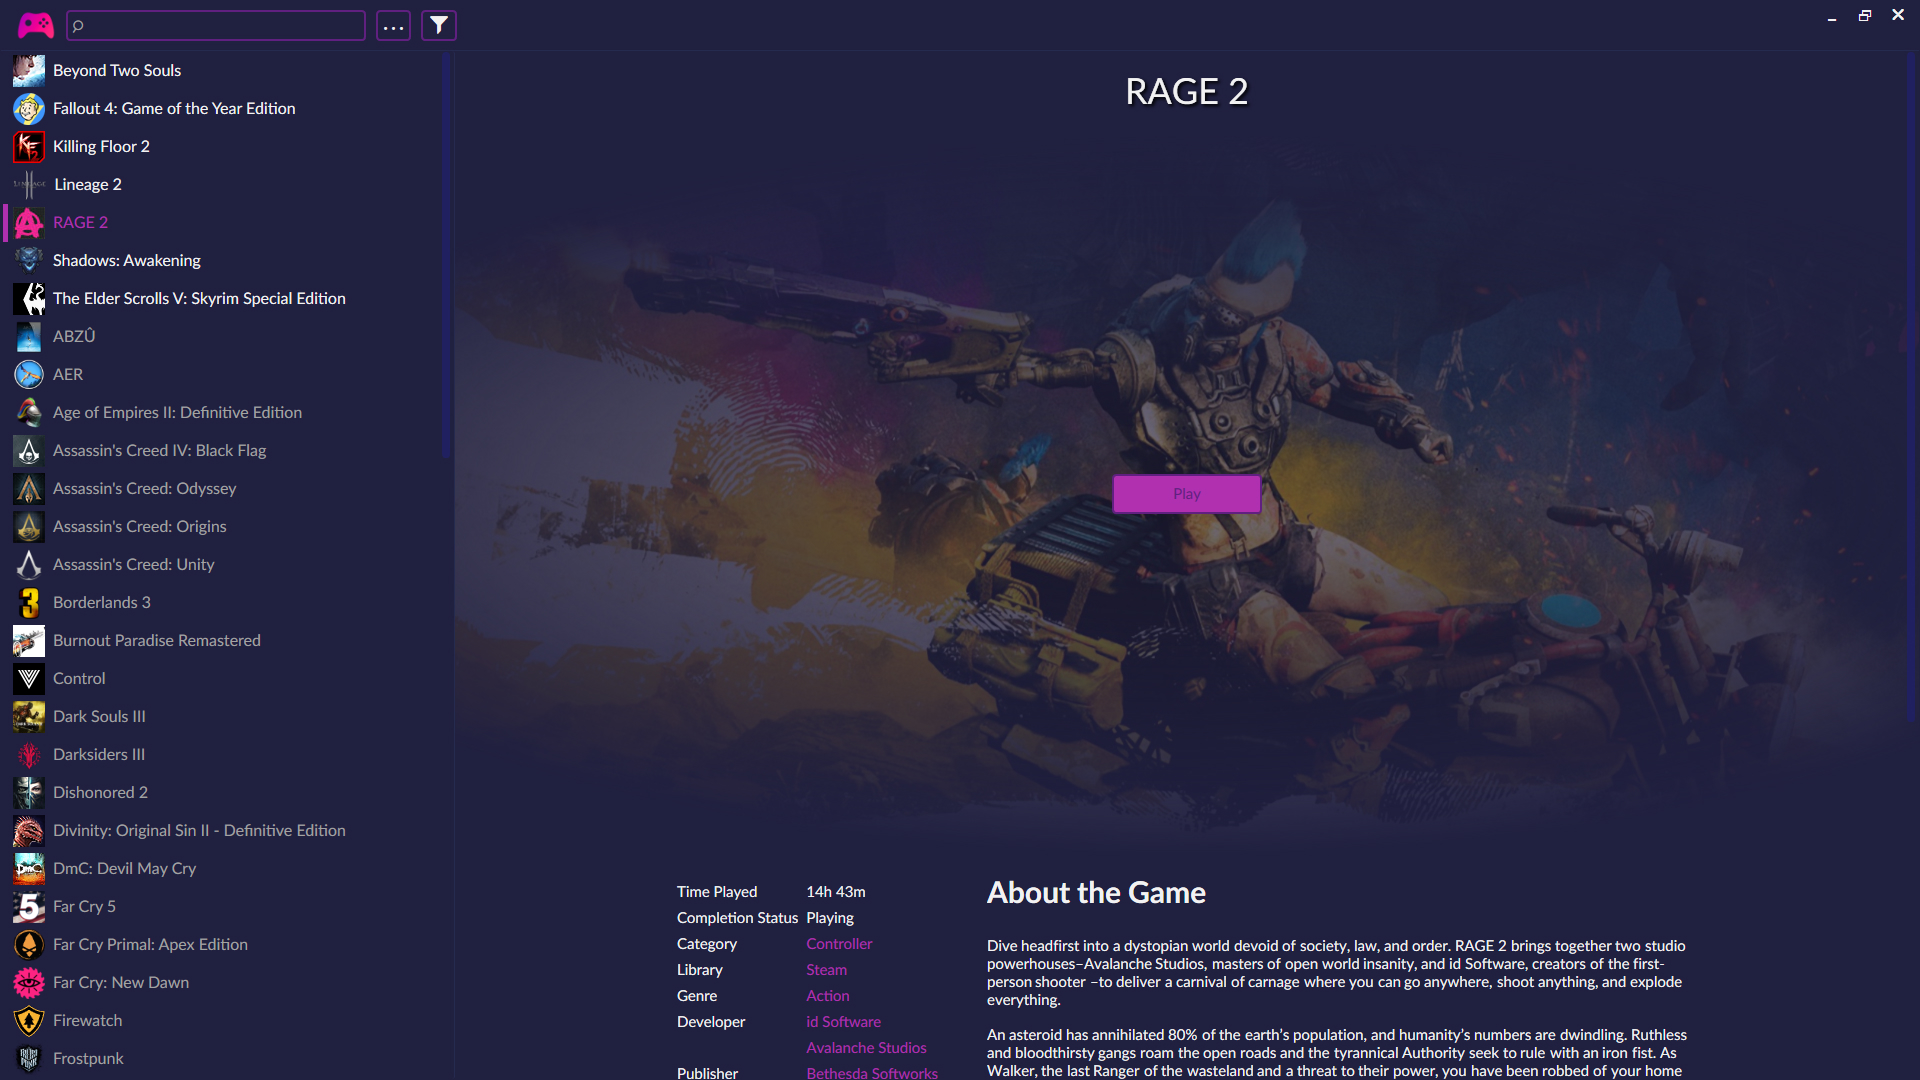 ...
Beyond Two Souls
Fallout 4: Game of the Year Edition
Killing Floor 2
Lineage 2
RAGE 2
Shadows: Awakening
The Elder Scrolls V: Skyrim Special Edition
ABZÛ
AER
Age of Empires II: Definitive Edition
Assassin's Creed IV: Black Flag
Assassin's Creed: Odyssey
Assassin's Creed: Origins
Assassin's Creed: Unity
Borderlands 3
Burnout Paradise Remastered
Control
Dark Souls III
Darksiders III
Dishonored 2
Divinity: Original Sin II - Definitive Edition
DmC: Devil May Cry
Far Cry 5
Far Cry Primal: Apex Edition
Far Cry: New Dawn
Firewatch
Frostpunk
RAGE 2
Play
Time Played 14h 43m
Completion Status Playing
Category Controller
Library Steam
Genre Action
Developer id Software
Avalanche Studios
Publisher Bethesda Softworks
About the Game
Dive headfirst into a dystopian world devoid of society, law, and order. RAGE 2 brings together two studio
powerhouses–Avalanche Studios, masters of open world insanity, and id Software, creators of the first-
person shooter –to deliver a carnival of carnage where you can go anywhere, shoot anything, and explode
everything.
An asteroid has annihilated 80% of the earth’s population, and humanity’s numbers are dwindling. Ruthless
and bloodthirsty gangs roam the open roads and the tyrannical Authority seek to rule with an iron fist. As
Walker, the last Ranger of the wasteland and a threat to their power, you have been robbed of your home